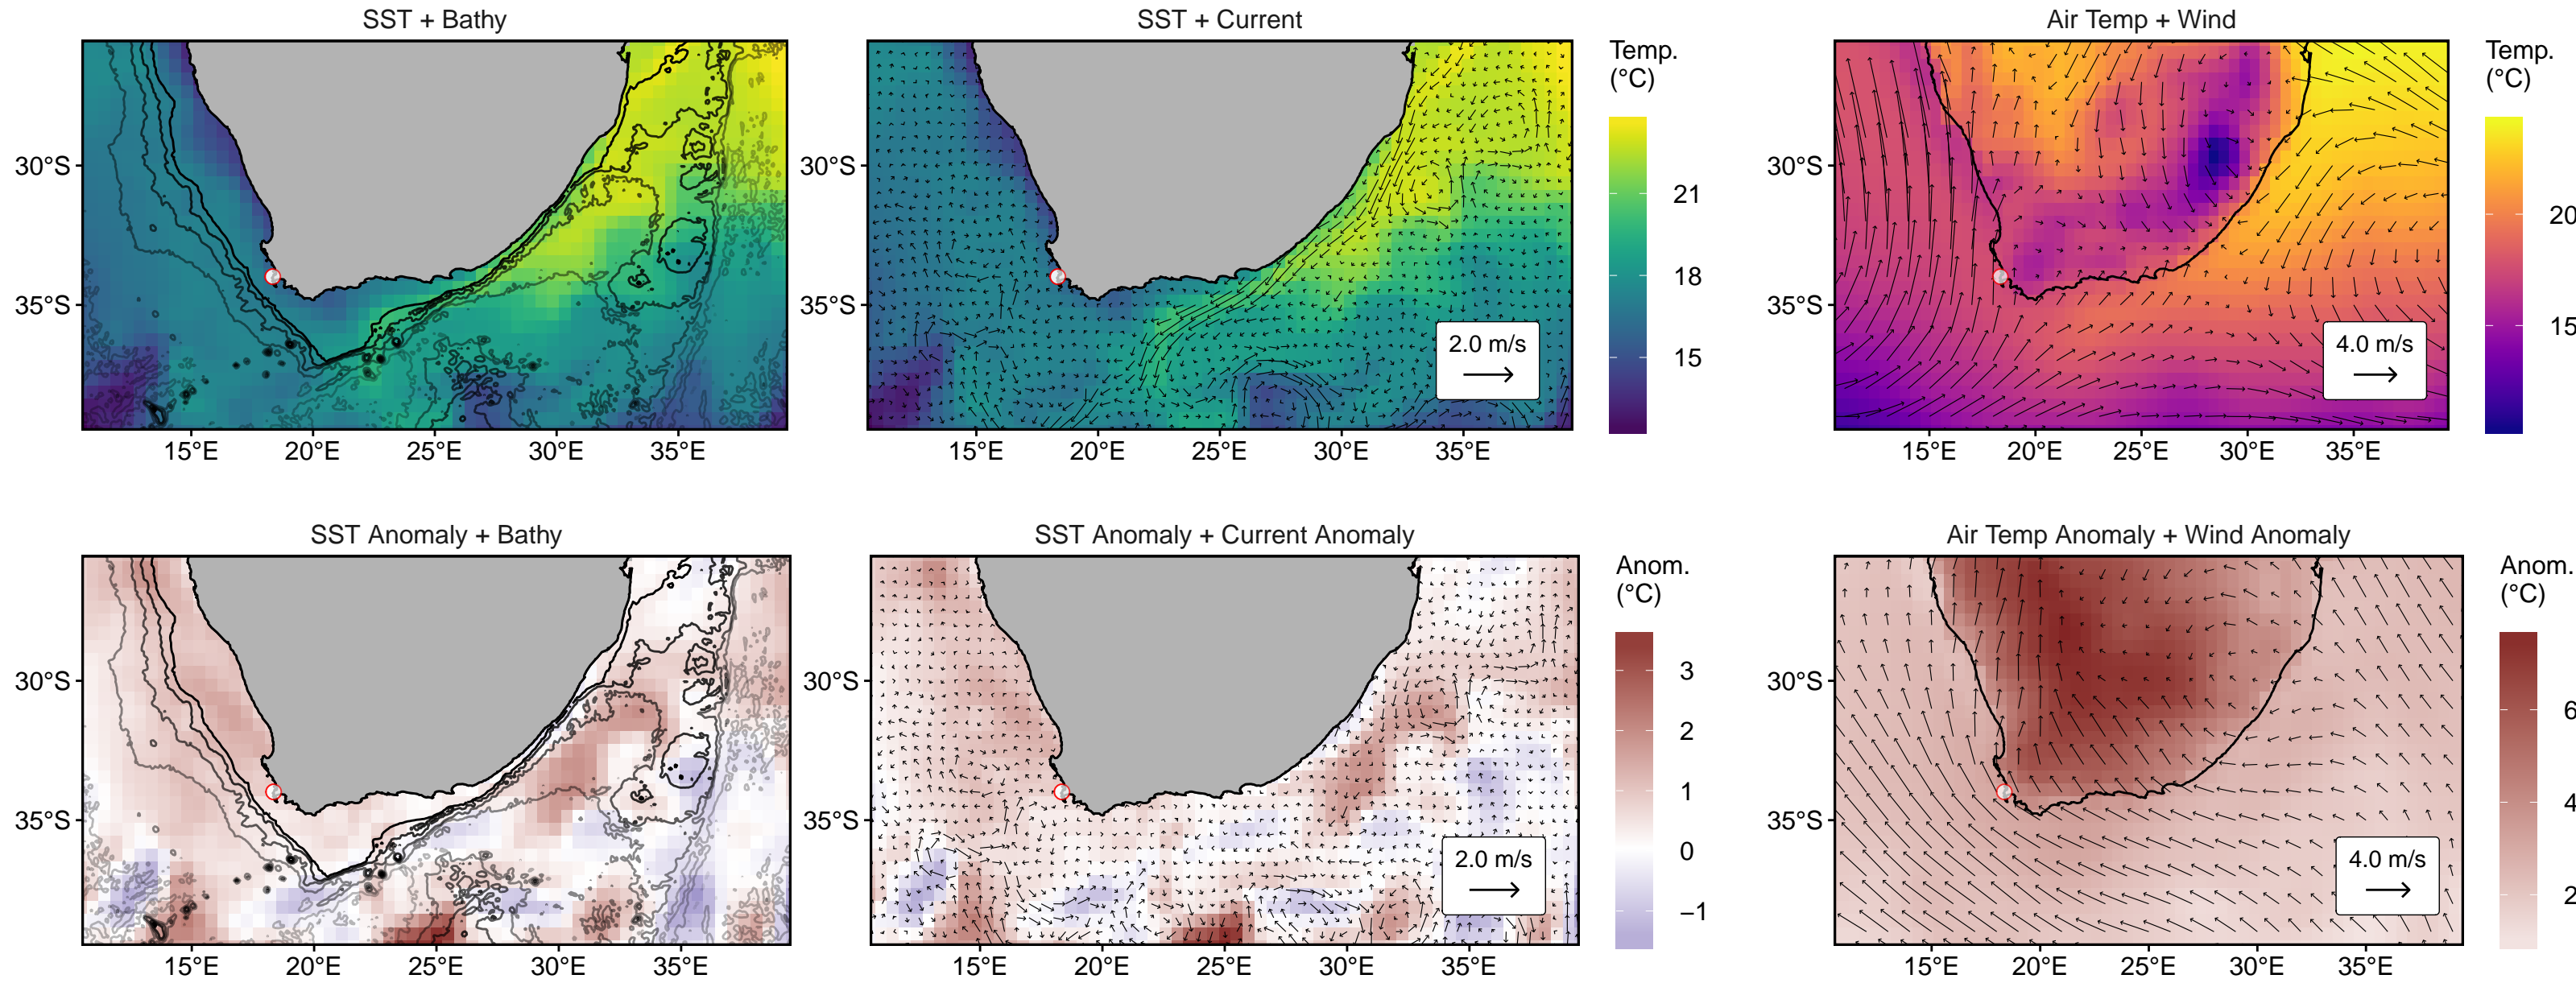 SST + Bathy
SST + Current
Air Temp + Wind
30°S
35°S
15°E 20°E 25°E 30°E 35°E
30°S
35°S
2.0 m/s
15°E 20°E 25°E 30°E 35°E
Temp.
(°C)
21
18
15
30°S
35°S
4.0 m/s
15°E 20°E 25°E 30°E 35°E
Temp.
(°C)
20
15
SST Anomaly + Bathy
SST Anomaly + Current Anomaly
Air Temp Anomaly + Wind Anomaly
30°S
35°S
15°E 20°E 25°E 30°E 35°E
30°S
35°S
2.0 m/s
15°E 20°E 25°E 30°E 35°E
Anom.
(°C)
3
2
1
0
−1
30°S
35°S
4.0 m/s
15°E 20°E 25°E 30°E 35°E
Anom.
(°C)
6
4
2